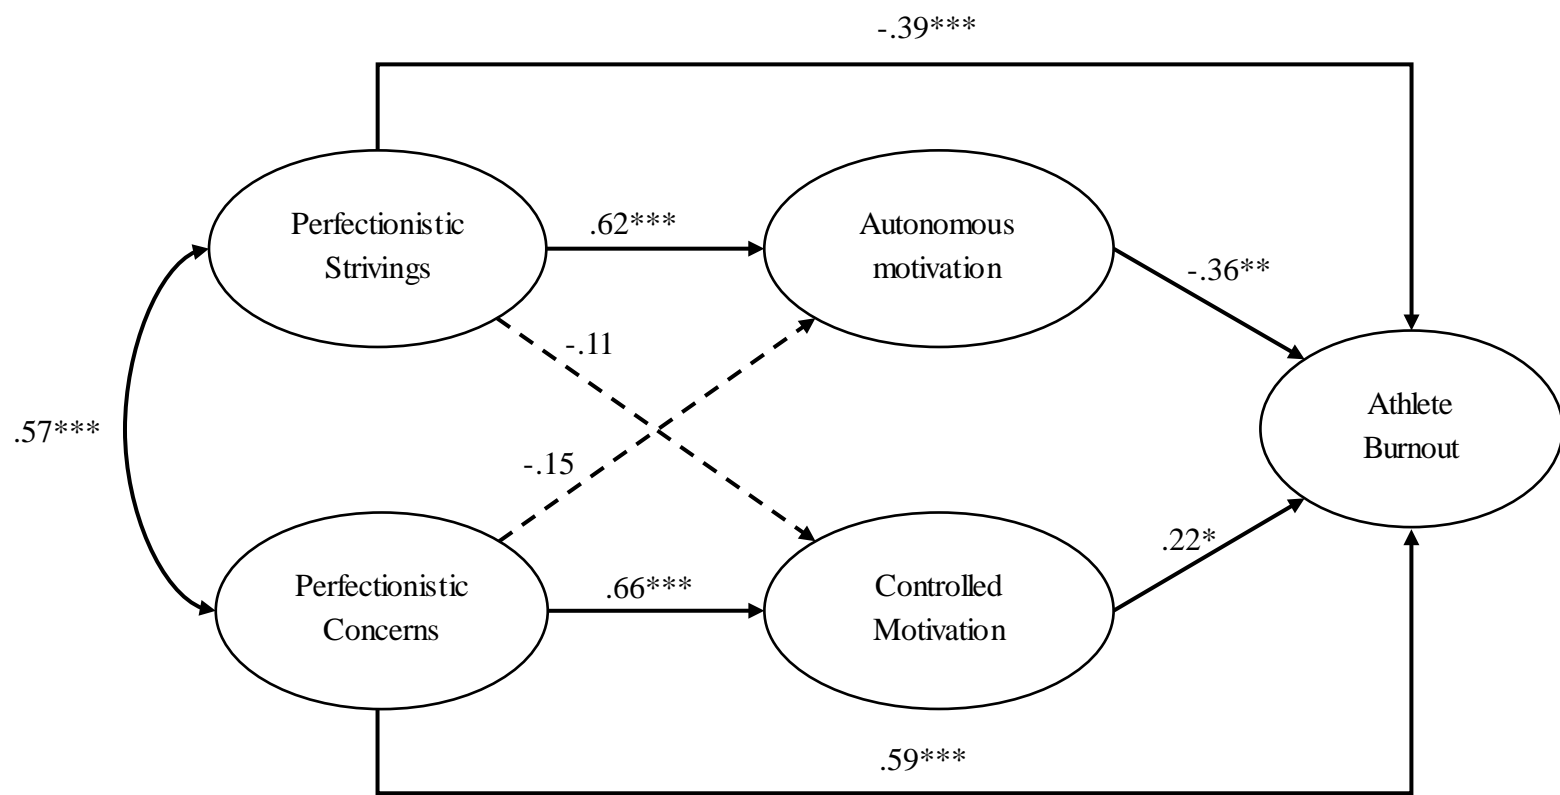 -.39***
Perfectionistic
Strivings
.62***
Autonomous
motivation
-.36**
-.11
Athlete
Burnout
.57***
-.15
.22*
Perfectionistic
Concerns
.66***
Controlled
Motivation
.59***